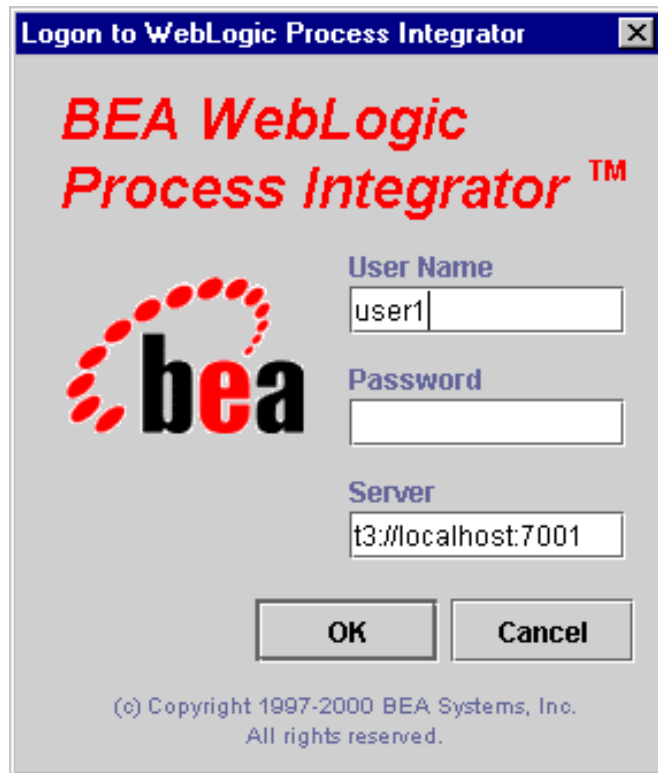 Logon to WebLogic Process Integrator
BEA WebLogic
Process Integrator ™
User Name
user1
bea
Password
Server
t3://localhost:7001
OK Cancel
(c) Copyright 1997-2000 BEA Systems, Inc.
All rights reserved.